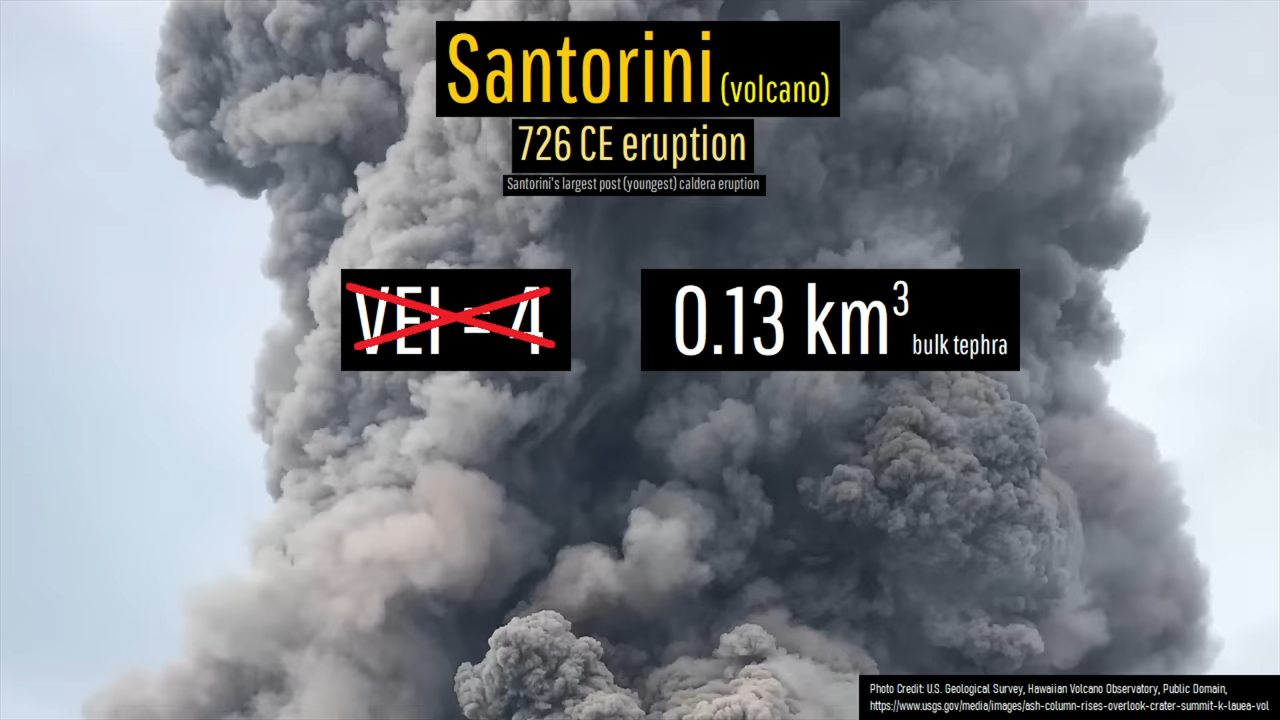 Santorini (volcano)
726 CE eruption
Santorini's largest post (youngest) caldera eruption
VEI = 4
0.13 km³ bulk tephra
Photo Credit: U.S. Geological Survey, Hawaiian Volcano Observatory, Public Domain,
https://www.usgs.gov/media/images/ash-column-rises-overlook-crater-summit-k-lauea-vol